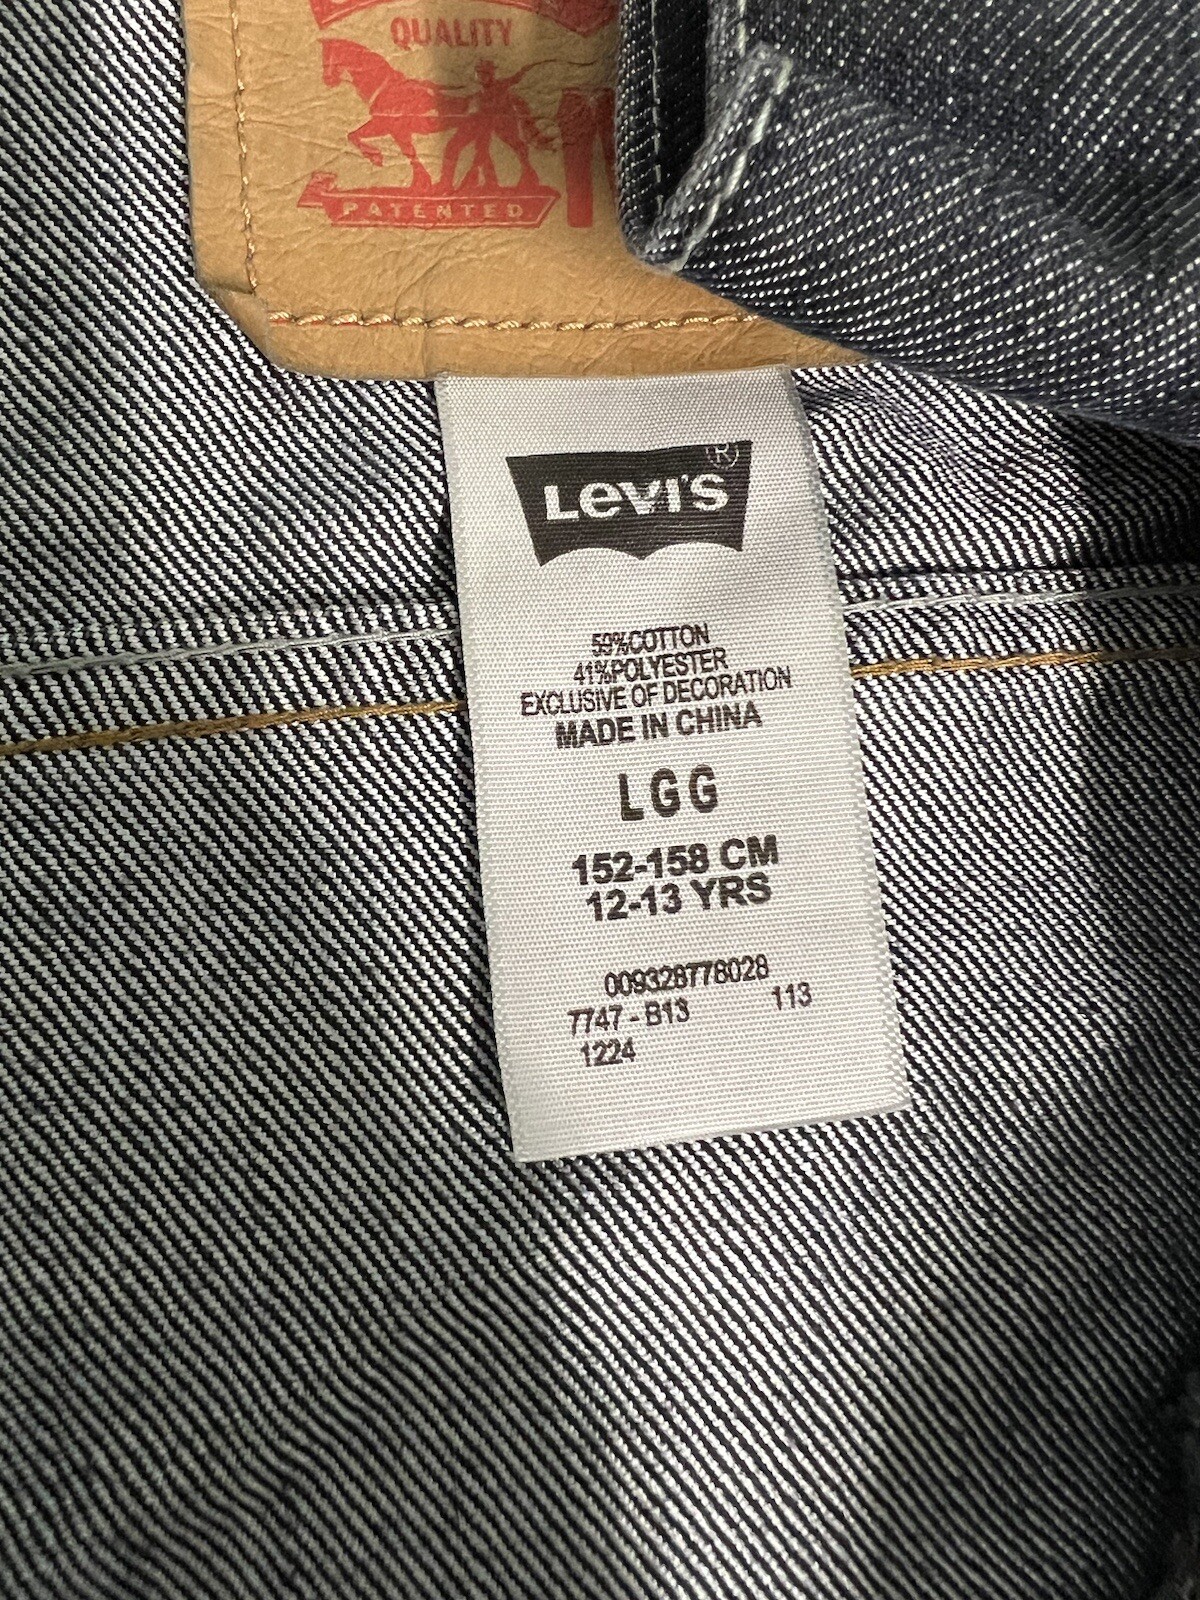 QUALITY
PATENTED
LEVI'S®
59%COTTON
41%POLYESTER
EXCLUSIVE OF DECORATION
MADE IN CHINA
LGG
152-158 CM
12-13 YRS
009328778028
7747 - B13 113
1224